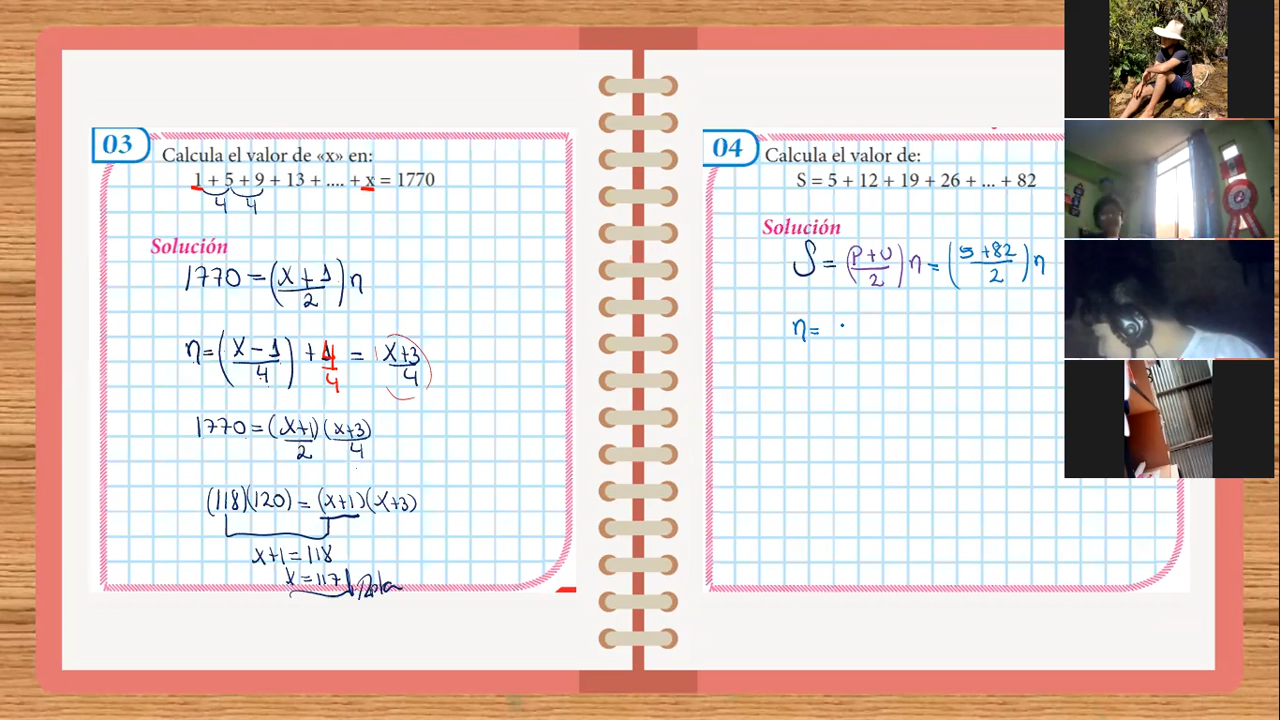 03
Calcula el valor de «x» en:
1 + 5 + 9 + 13 + .... + x = 1770
4 4
Solución
1770 = (x + 1 / 2) n
n = (x - 1 / 4) + 4/4 = x+3 / 4
1770 = (x+1 / 2) (x+3 / 4)
(118)(120) = (x+1)(x+3)
x+1 = 118
x = 117
04
Calcula el valor de:
S = 5 + 12 + 19 + 26 + ... + 82
Solución
S = (P+U / 2) n = (5+82 / 2) n
n =